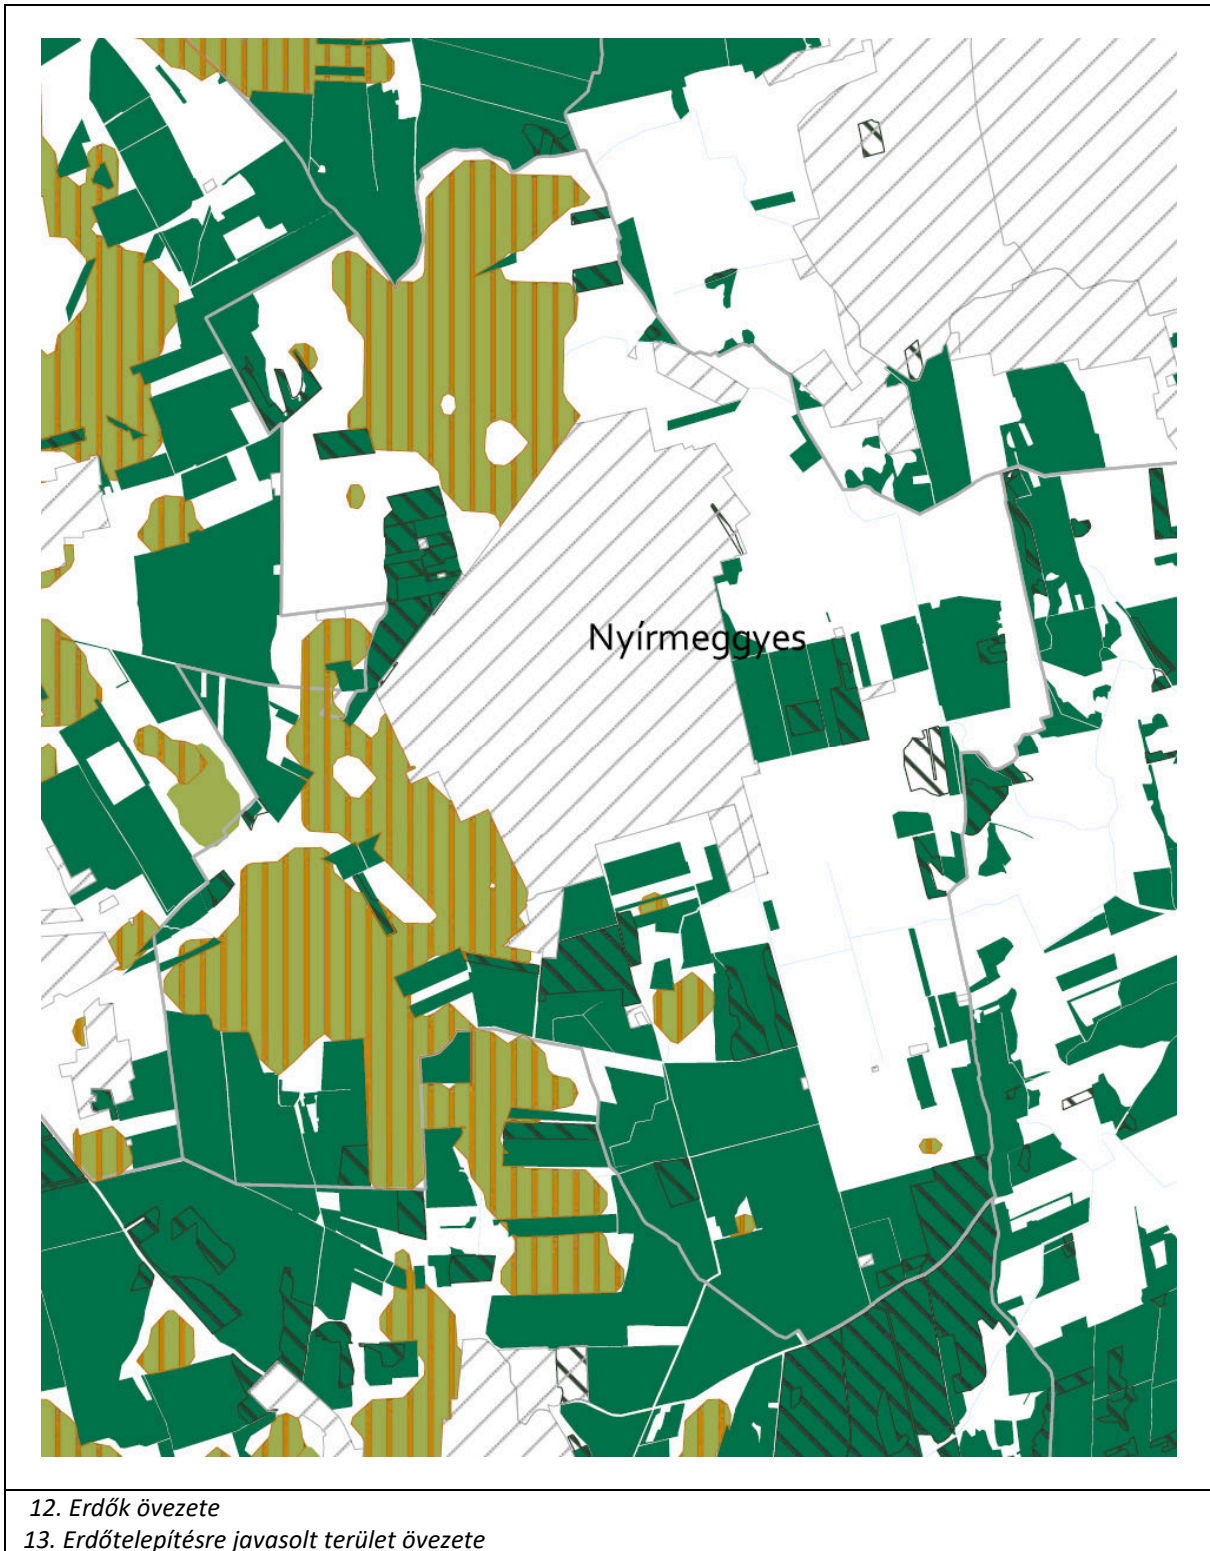 Nyírmeggyes
12. Erdők övezete
13. Erdőtelepítésre javasolt terület övezete